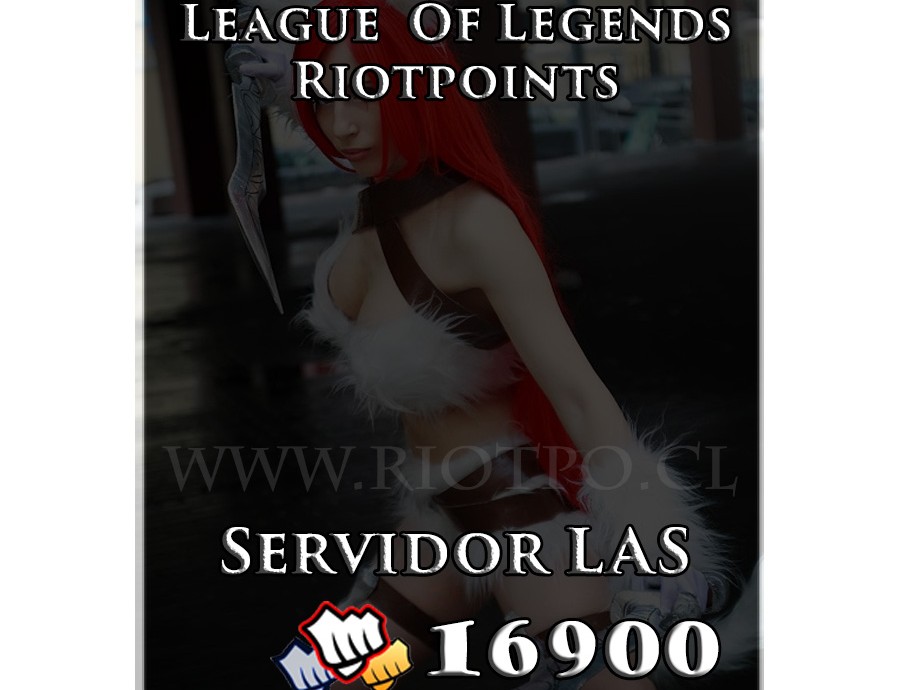 League Of Legends
Riotpoints
WWW.RIOTPO.CL
Servidor LAS
16900